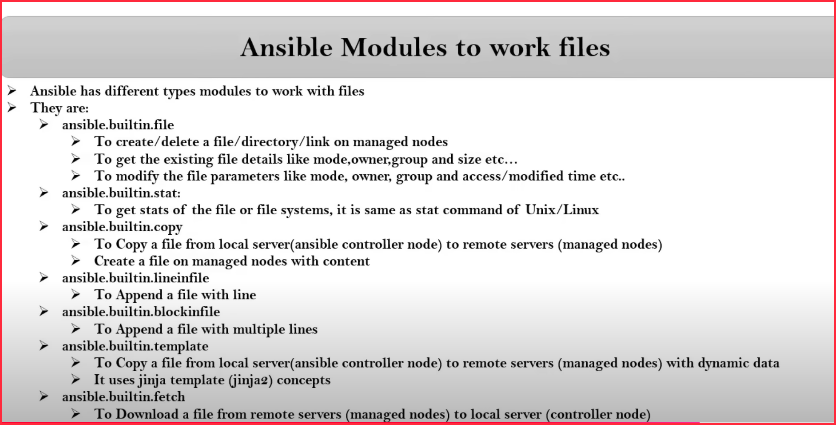 Ansible Modules to work files
➢ Ansible has different types modules to work with files
➢ They are:
➢ ansible.builtin.file
➢ To create/delete a file/directory/link on managed nodes
➢ To get the existing file details like mode,owner,group and size etc…
➢ To modify the file parameters like mode, owner, group and access/modified time etc..
➢ ansible.builtin.stat:
➢ To get stats of the file or file systems, it is same as stat command of Unix/Linux
➢ ansible.builtin.copy
➢ To Copy a file from local server(ansible controller node) to remote servers (managed nodes)
➢ Create a file on managed nodes with content
➢ ansible.builtin.lineinfile
➢ To Append a file with line
➢ ansible.builtin.blockinfile
➢ To Append a file with multiple lines
➢ ansible.builtin.template
➢ To Copy a file from local server(ansible controller node) to remote servers (managed nodes) with dynamic data
➢ It uses jinja template (jinja2) concepts
➢ ansible.builtin.fetch
➢ To Download a file from remote servers (managed nodes) to local server (controller node)